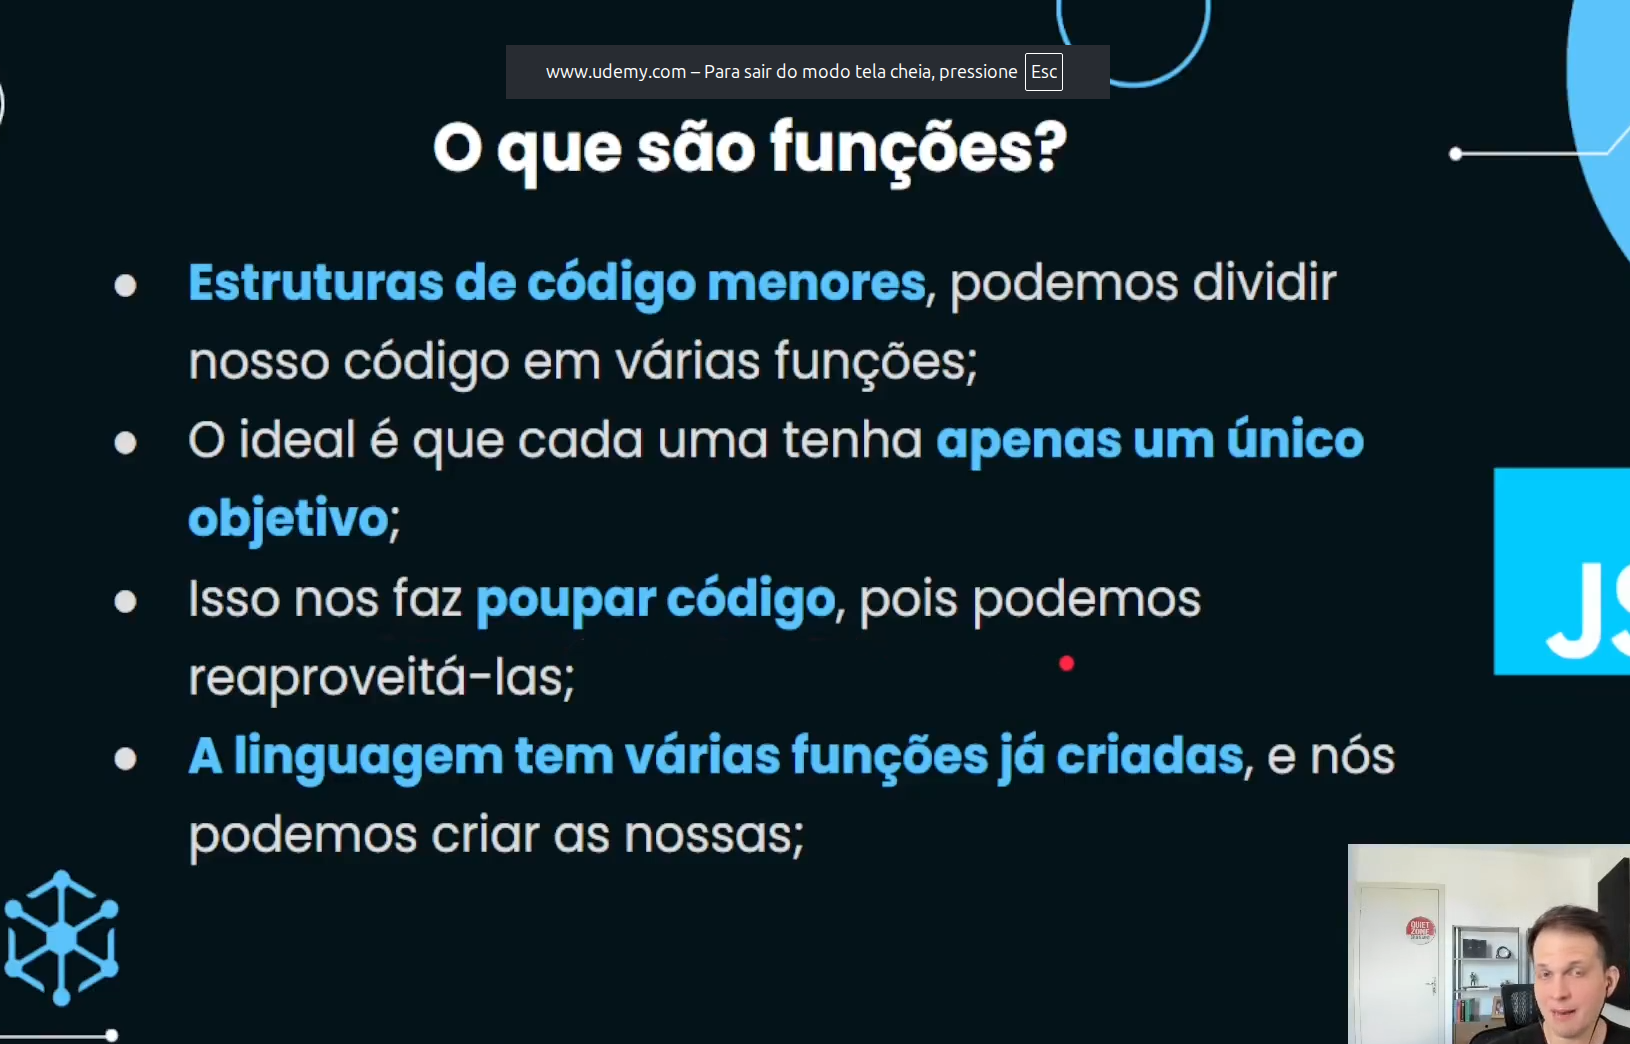 www.udemy.com – Para sair do modo tela cheia, pressione Esc
O que são funções?
Estruturas de código menores, podemos dividir
nosso código em várias funções;
O ideal é que cada uma tenha apenas um único
objetivo;
Isso nos faz poupar código, pois podemos
reaproveitá-las;
JS
A linguagem tem várias funções já criadas, e nós
podemos criar as nossas;
QUIET
ZONE